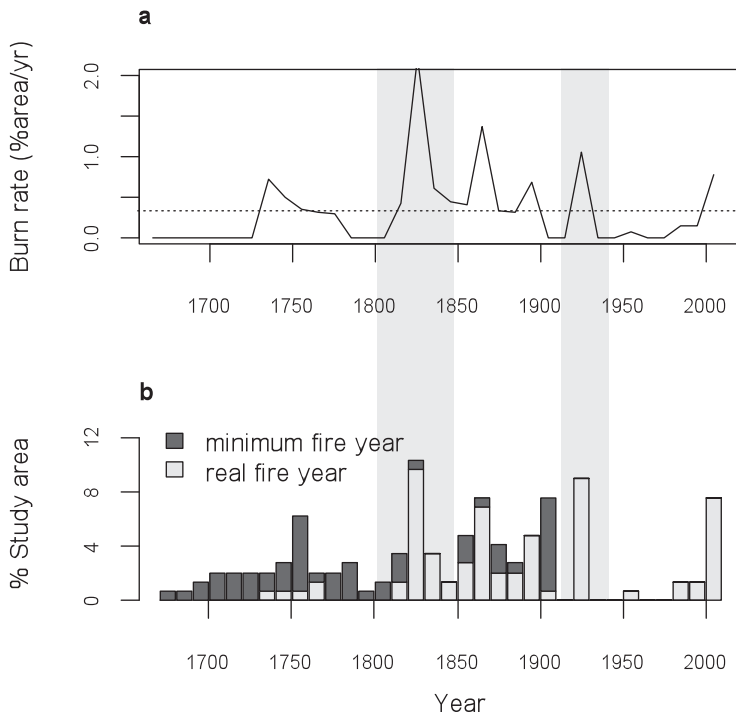 a
Burn rate (%area/yr)
2.0
1.0
0.0
1700 1750 1800 1850 1900 1950 2000
b
% Study area
12
8
4
0
minimum fire year
real fire year
1700 1750 1800 1850 1900 1950 2000
Year